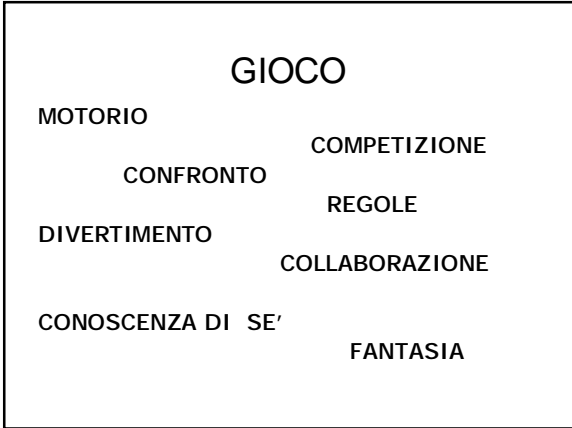 GIOCO
MOTORIO
COMPETIZIONE
CONFRONTO
REGOLE
DIVERTIMENTO
COLLABORAZIONE
CONOSCENZA DI SE’
FANTASIA